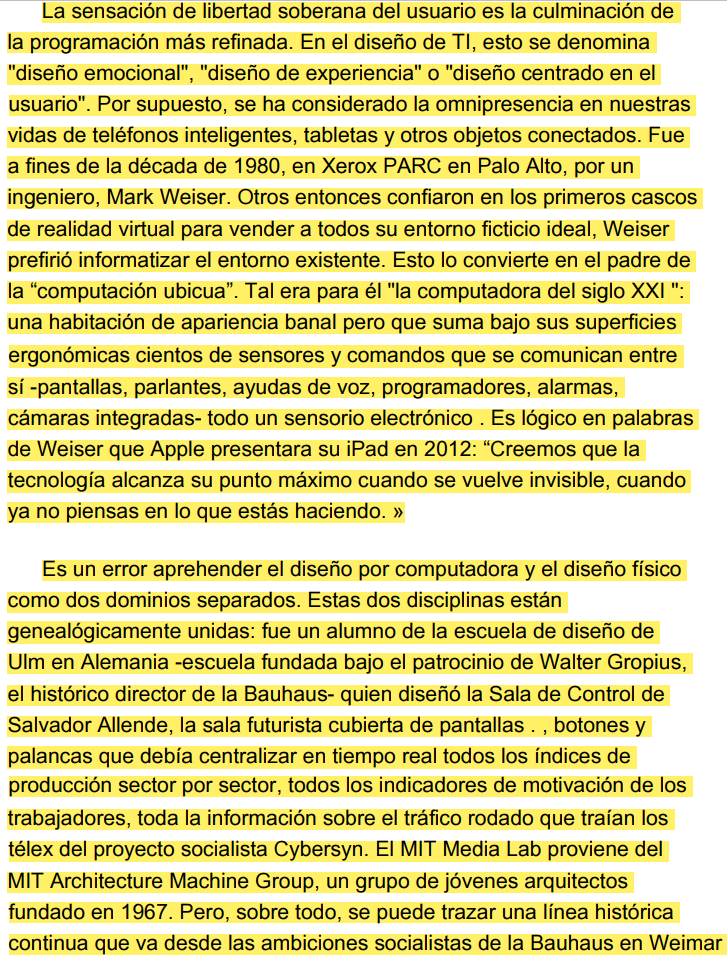 La sensación de libertad soberana del usuario es la culminación de
la programación más refinada. En el diseño de TI, esto se denomina
"diseño emocional", "diseño de experiencia" o "diseño centrado en el
usuario". Por supuesto, se ha considerado la omnipresencia en nuestras
vidas de teléfonos inteligentes, tabletas y otros objetos conectados. Fue
a fines de la década de 1980, en Xerox PARC en Palo Alto, por un
ingeniero, Mark Weiser. Otros entonces confiaron en los primeros cascos
de realidad virtual para vender a todos su entorno ficticio ideal, Weiser
prefirió informatizar el entorno existente. Esto lo convierte en el padre de
la “computación ubicua”. Tal era para él "la computadora del siglo XXI ":
una habitación de apariencia banal pero que suma bajo sus superficies
ergonómicas cientos de sensores y comandos que se comunican entre
sí -pantallas, parlantes, ayudas de voz, programadores, alarmas,
cámaras integradas- todo un sensorio electrónico . Es lógico en palabras
de Weiser que Apple presentara su iPad en 2012: “Creemos que la
tecnología alcanza su punto máximo cuando se vuelve invisible, cuando
ya no piensas en lo que estás haciendo. »
Es un error aprehender el diseño por computadora y el diseño físico
como dos dominios separados. Estas dos disciplinas están
genealógicamente unidas: fue un alumno de la escuela de diseño de
Ulm en Alemania -escuela fundada bajo el patrocinio de Walter Gropius,
el histórico director de la Bauhaus- quien diseñó la Sala de Control de
Salvador Allende, la sala futurista cubierta de pantallas . , botones y
palancas que debía centralizar en tiempo real todos los índices de
producción sector por sector, todos los indicadores de motivación de los
trabajadores, toda la información sobre el tráfico rodado que traían los
télex del proyecto socialista Cybersyn. El MIT Media Lab proviene del
MIT Architecture Machine Group, un grupo de jóvenes arquitectos
fundado en 1967. Pero, sobre todo, se puede trazar una línea histórica
continua que va desde las ambiciones socialistas de la Bauhaus en Weimar